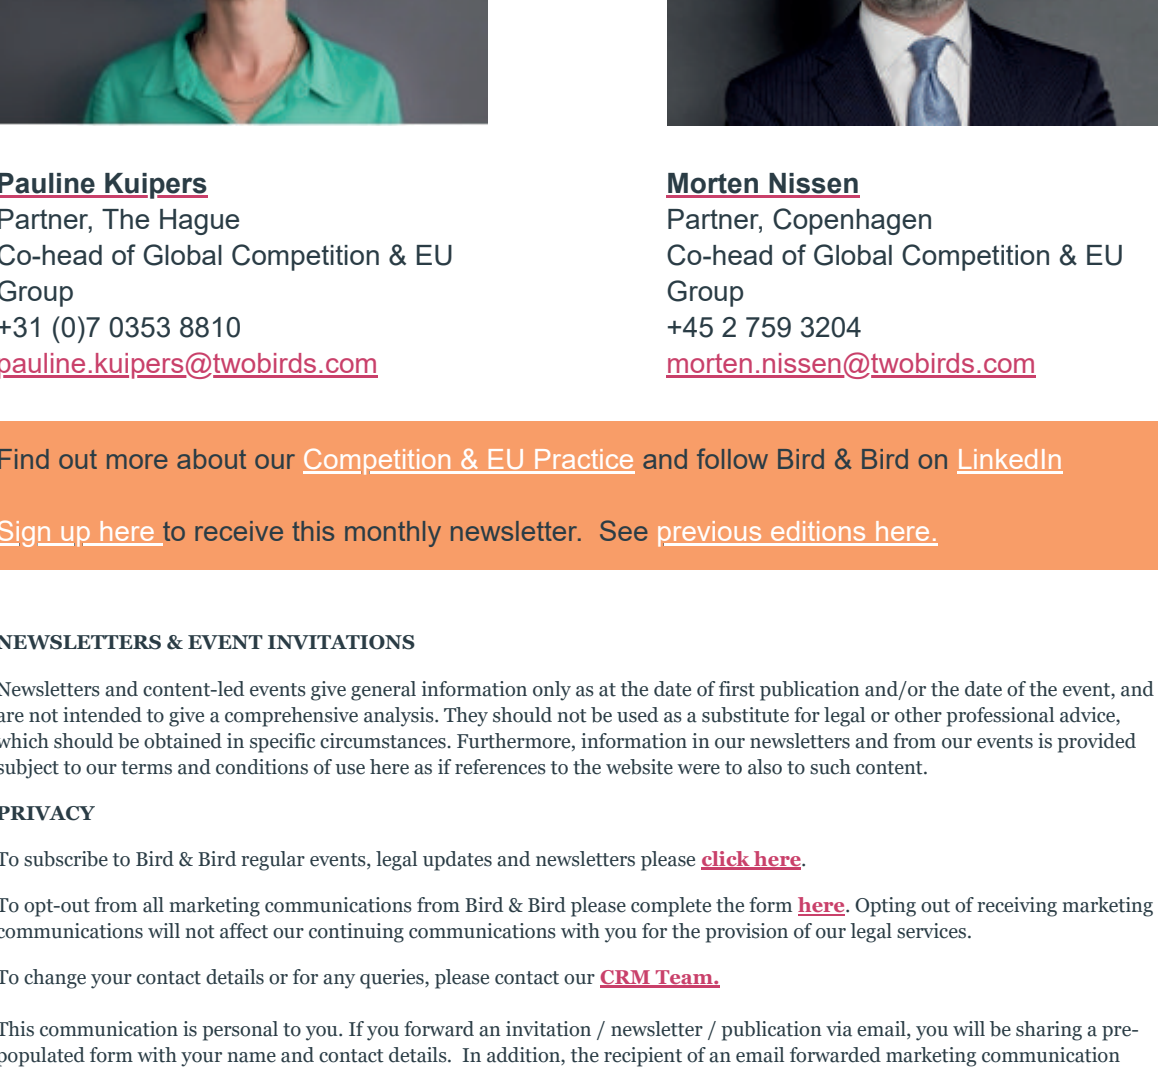 Pauline Kuipers
Partner, The Hague
Co-head of Global Competition & EU
Group
+31 (0)7 0353 8810
pauline.kuipers@twobirds.com
Morten Nissen
Partner, Copenhagen
Co-head of Global Competition & EU
Group
+45 2 759 3204
morten.nissen@twobirds.com
Find out more about our Competition & EU Practice and follow Bird & Bird on LinkedIn
Sign up here to receive this monthly newsletter.  See previous editions here.
NEWSLETTERS & EVENT INVITATIONS
Newsletters and content-led events give general information only as at the date of first publication and/or the date of the event, and
are not intended to give a comprehensive analysis. They should not be used as a substitute for legal or other professional advice,
which should be obtained in specific circumstances. Furthermore, information in our newsletters and from our events is provided
subject to our terms and conditions of use here as if references to the website were to also to such content.
PRIVACY
To subscribe to Bird & Bird regular events, legal updates and newsletters please click here.
To opt-out from all marketing communications from Bird & Bird please complete the form here. Opting out of receiving marketing
communications will not affect our continuing communications with you for the provision of our legal services.
To change your contact details or for any queries, please contact our CRM Team.
This communication is personal to you. If you forward an invitation / newsletter / publication via email, you will be sharing a pre-
populated form with your name and contact details.  In addition, the recipient of an email forwarded marketing communication